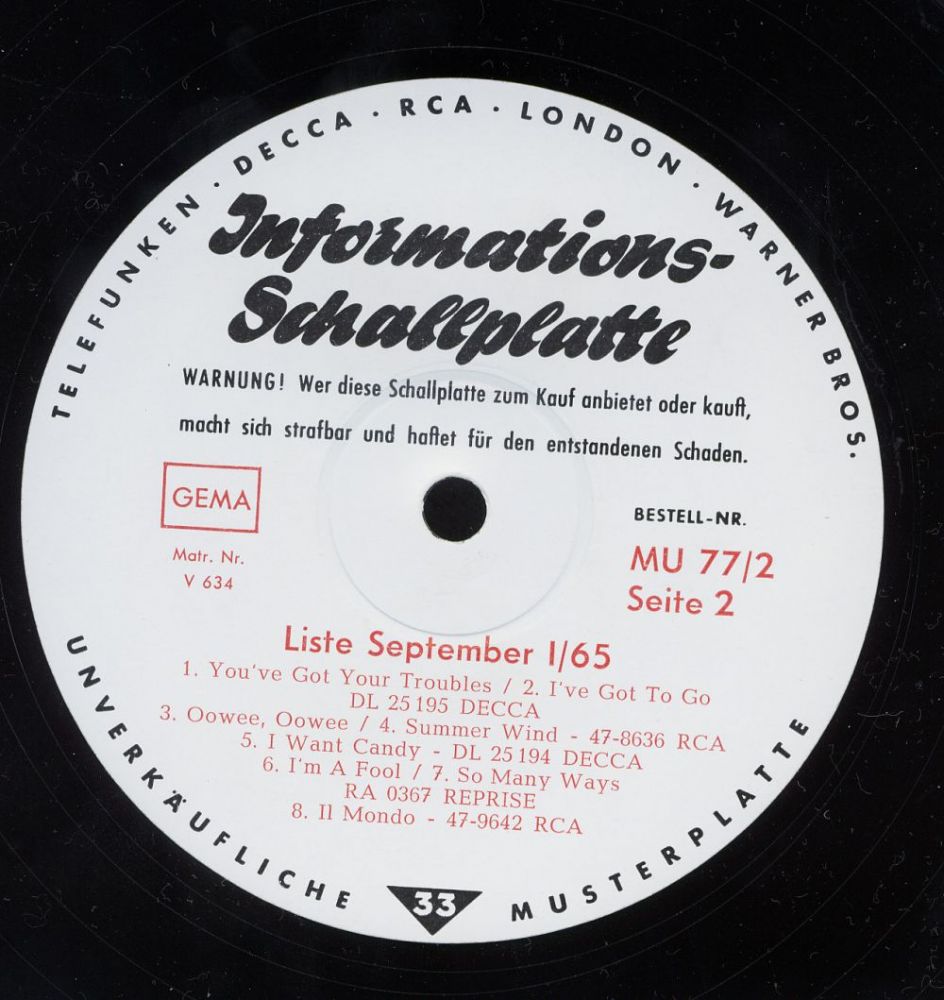 TELEFUNKEN · DECCA · RCA · LONDON · WARNER BROS.
Informations-
Schallplatte
WARNUNG! Wer diese Schallplatte zum Kauf anbietet oder kauft,
macht sich strafbar und haftet für den entstandenen Schaden.
GEMA
BESTELL-NR.
Matr. Nr.
V 634
MU 77/2
Seite 2
Liste September I/65
1. You've Got Your Troubles / 2. I've Got To Go
DL 25195 DECCA
3. Oowee, Oowee / 4. Summer Wind - 47-8636 RCA
5. I Want Candy - DL 25194 DECCA
6. I'm A Fool / 7. So Many Ways
RA 0367 REPRISE
8. Il Mondo - 47-9642 RCA
UNVERKÄUFLICHE 33 MUSTERPLATTE